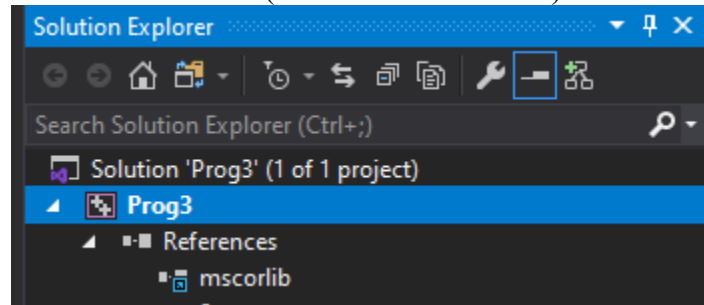 Solution Explorer
Search Solution Explorer (Ctrl+;)
Solution 'Prog3' (1 of 1 project)
Prog3
References
mscorlib